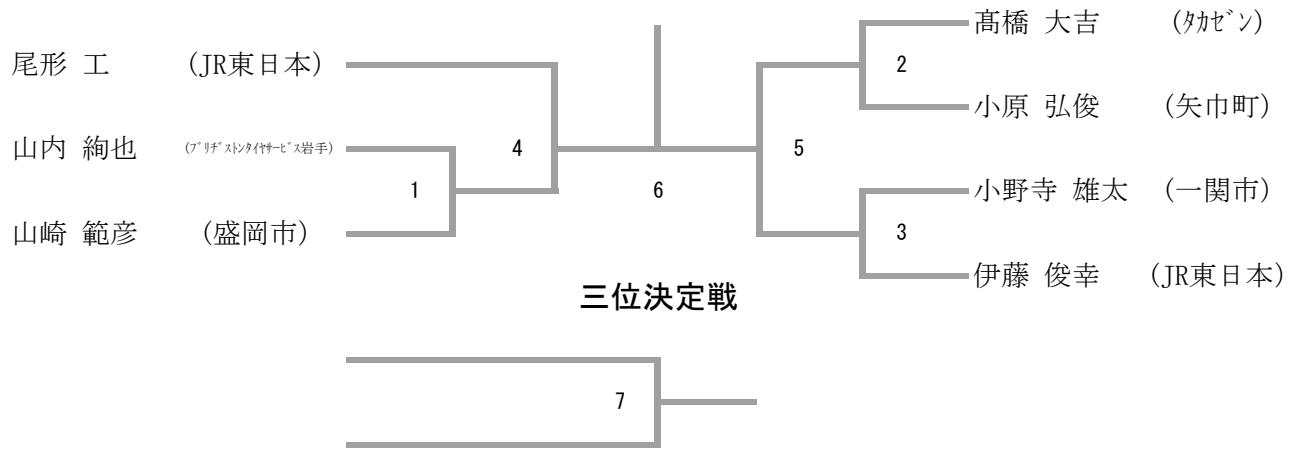 尾形 工 (JR東日本)
山内 絢也 (ﾌﾞﾘﾁﾞｽﾄﾝﾀｲﾔｻｰﾋﾞｽ岩手)
山崎 範彦 (盛岡市)
1
4
6
髙橋 大吉 (ﾀｶｾﾞﾝ)
2
小原 弘俊 (矢巾町)
5
小野寺 雄太 (一関市)
3
伊藤 俊幸 (JR東日本)
三位決定戦
7